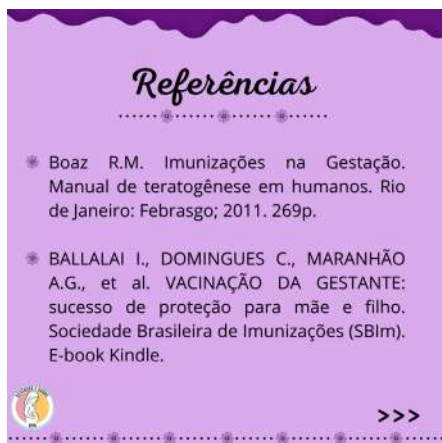 Referências
Boaz R.M. Imunizações na Gestação.
Manual de teratogênese em humanos. Rio
de Janeiro: Febrasgo; 2011. 269p.
BALLALAI I., DOMINGUES C., MARANHÃO
A.G., et al. VACINAÇÃO DA GESTANTE:
sucesso de proteção para mãe e filho.
Sociedade Brasileira de Imunizações (SBIm).
E-book Kindle.
>>>